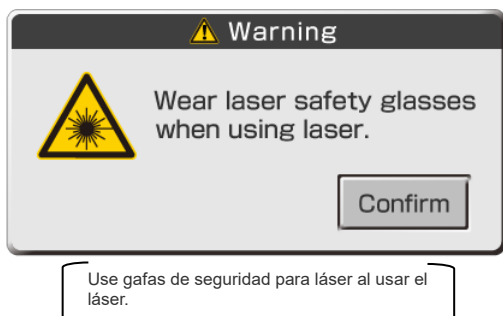 Warning
Wear laser safety glasses
when using laser.
Confirm
Use gafas de seguridad para láser al usar el
láser.